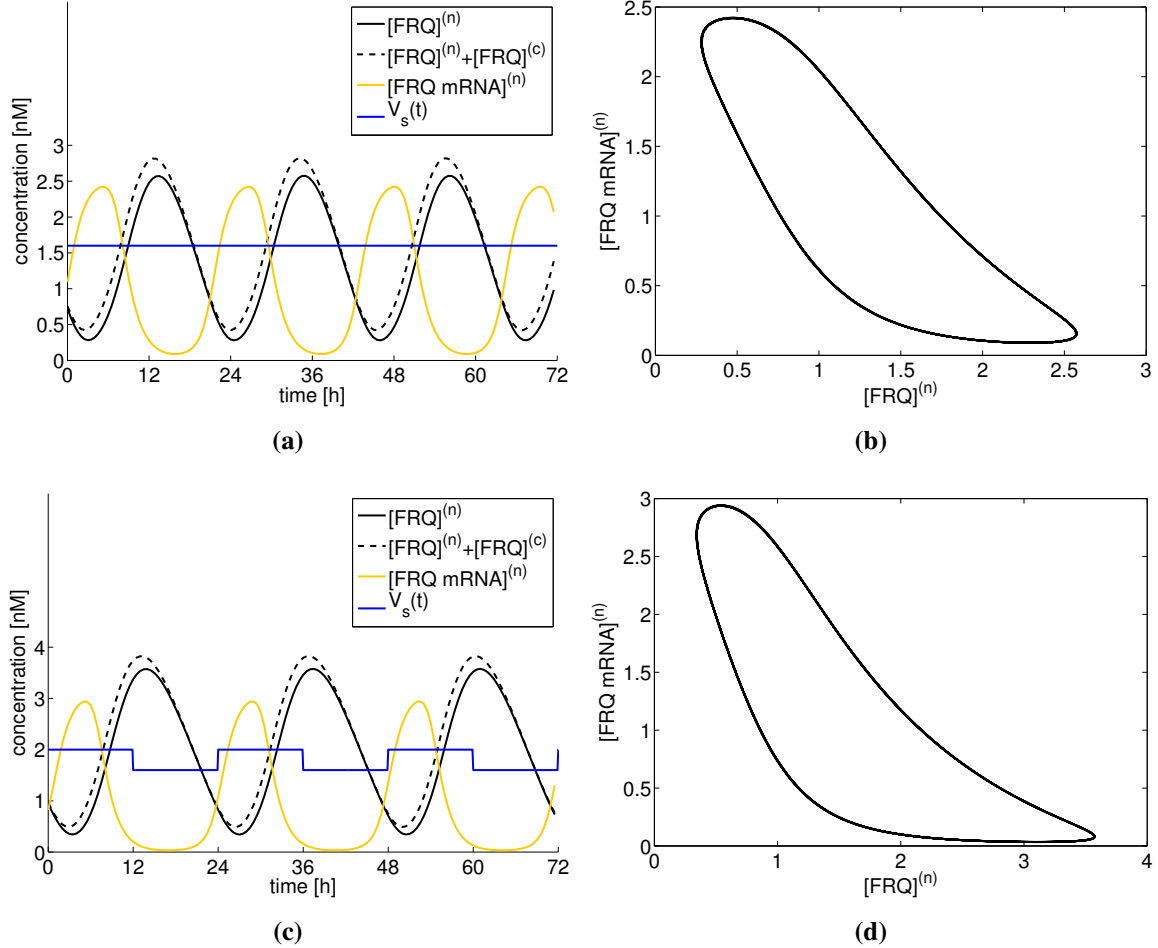 [FRQ]^(n)
[FRQ]^(n)+[FRQ]^(c)
[FRQ mRNA]^(n)
V_s(t)
concentration [nM]
3
2.5
2
1.5
1
0.5
0
0 12 24 36 48 60 72
time [h]
(a)
[FRQ mRNA]^(n)
2.5
2
1.5
1
0.5
0
0 0.5 1 1.5 2 2.5 3
[FRQ]^(n)
(b)
[FRQ]^(n)
[FRQ]^(n)+[FRQ]^(c)
[FRQ mRNA]^(n)
V_s(t)
concentration [nM]
4
3
2
1
0
0 12 24 36 48 60 72
time [h]
(c)
[FRQ mRNA]^(n)
3
2.5
2
1.5
1
0.5
0
0 1 2 3 4
[FRQ]^(n)
(d)